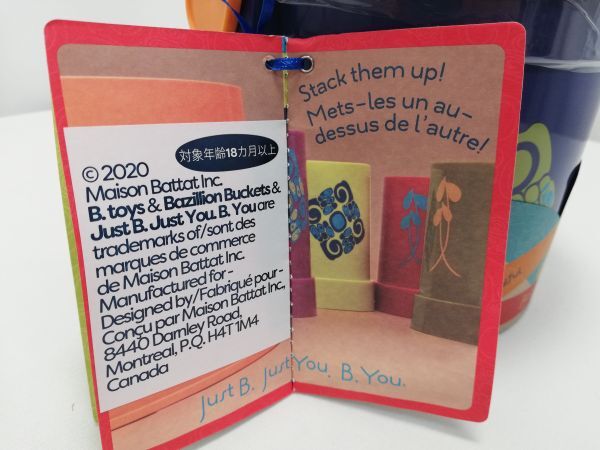 対象年齢18カ月以上
© 2020
Maison Battat Inc.
B. toys & Bazillion Buckets &
Just B. Just You. B. You are
trademarks of/sont des
marques de commerce
de Maison Battat Inc.
Manufactured for -
Designed by/Fabriqué pour -
Conçu par Maison Battat Inc,
8440 Darnley Road,
Montreal, P.Q. H4T 1M4
Canada
Stack them up!
Mets-les un au-
dessus de l'autre!
Just B. Just You. B. You.